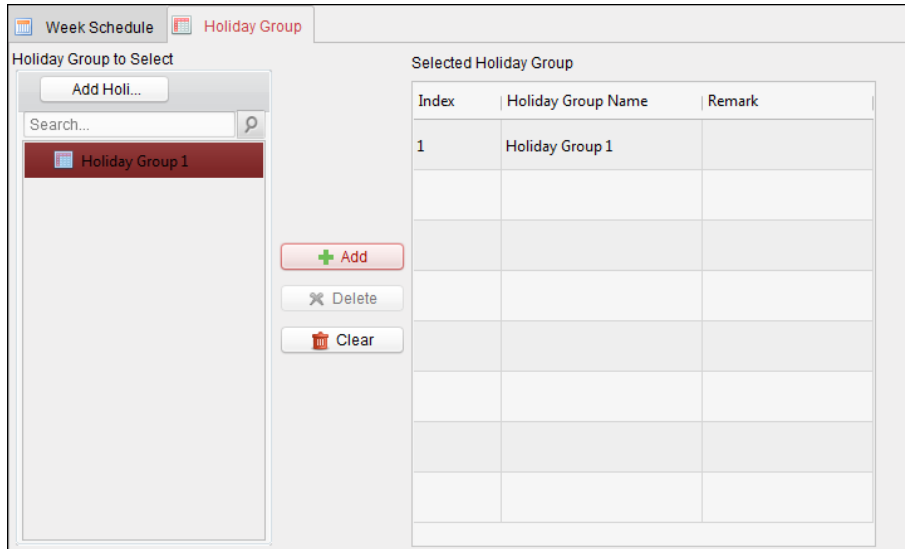 Week Schedule
Holiday Group
Holiday Group to Select
Add Holi...
Search...
Holiday Group 1
Add
Delete
Clear
Selected Holiday Group
Index Holiday Group Name Remark
1 Holiday Group 1